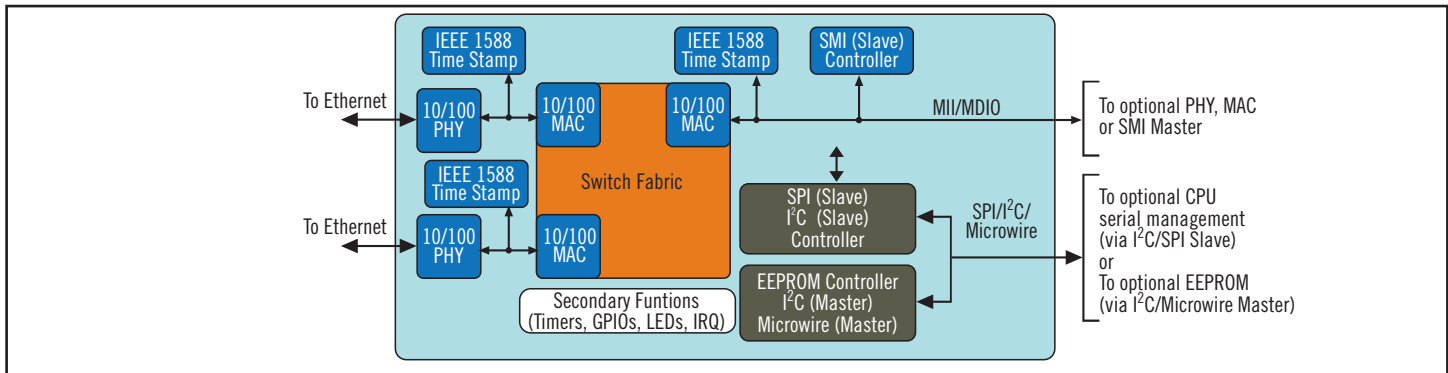 IEEE 1588
Time Stamp
IEEE 1588
Time Stamp
SMI (Slave)
Controller
To Ethernet
10/100
PHY
10/100
MAC
10/100
MAC
MII/MDIO
To optional PHY, MAC
or SMI Master
IEEE 1588
Time Stamp
Switch Fabric
SPI (Slave)
I²C (Slave)
Controller
SPI/I²C/
Microwire
To optional CPU
serial management
(via I²C/SPI Slave)
or
To optional EEPROM
(via I²C/Microwire Master)
To Ethernet
10/100
PHY
10/100
MAC
EEPROM Controller
I²C (Master)
Microwire (Master)
Secondary Funtions
(Timers, GPIOs, LEDs, IRQ)